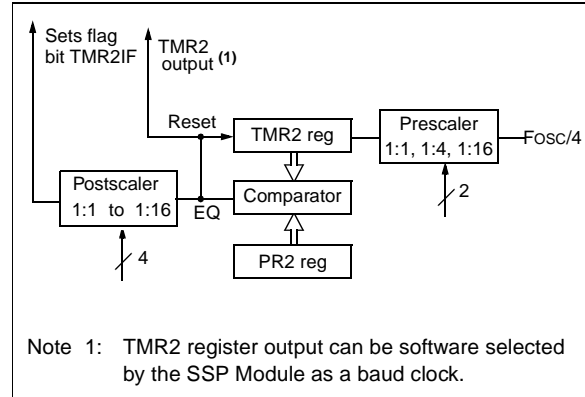 Sets flag
bit TMR2IF
TMR2
output (1)
Reset
TMR2 reg
Prescaler
1:1, 1:4, 1:16
FOSC/4
2
Postscaler
1:1 to 1:16
EQ
Comparator
4
PR2 reg
Note 1: TMR2 register output can be software selected
by the SSP Module as a baud clock.